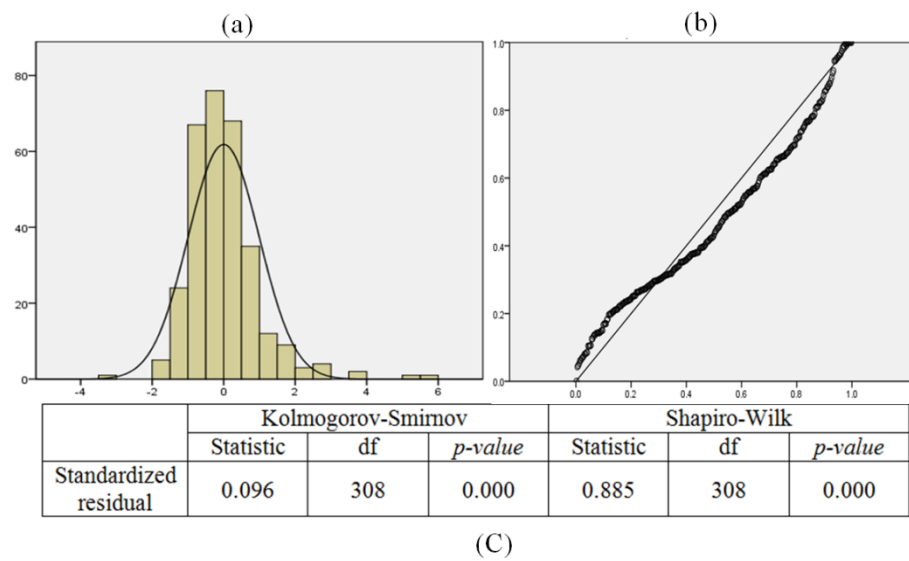 (a)
(b)
80
60
40
20
0
-4
-2
0
2
4
6
1.0
0.8
0.6
0.4
0.2
0.0
0.0
0.2
0.4
0.6
0.8
1.0
Kolmogorov-Smirnov
Shapiro-Wilk
Statistic
df
p-value
Statistic
df
p-value
Standardized
residual
0.096
308
0.000
0.885
308
0.000
(C)